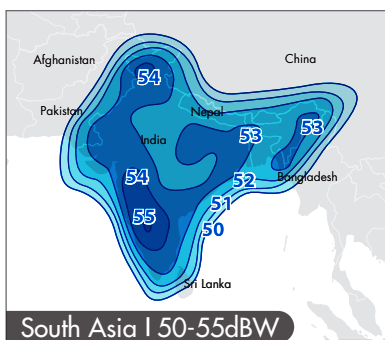 Afghanistan
China
54
Pakistan
Nepal
53
53
India
54
52
Bangladesh
51
55
50
Sri Lanka
South Asia I 50-55dBW